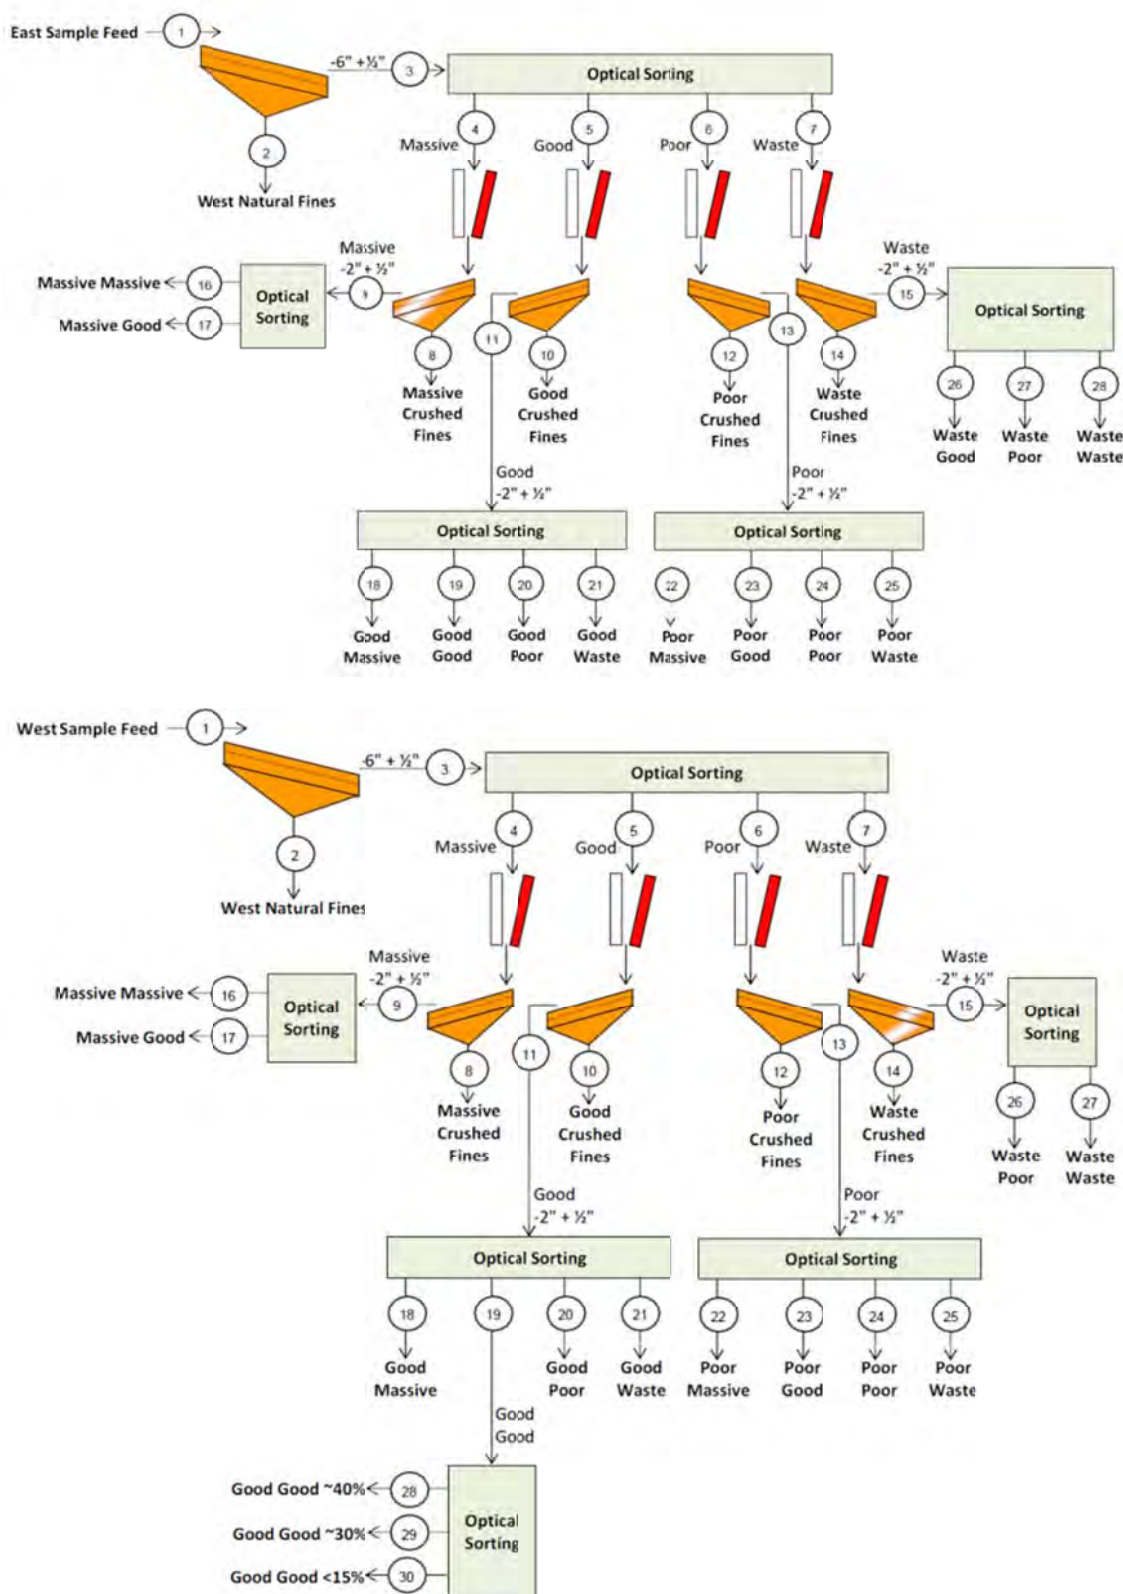 East Sample Feed
1
-6" +½"
3
Optical Sorting
4
5
6
7
Massive
Good
Poor
Waste
2
West Natural Fines
Massive
-2" + ½"
Waste
-2" + ½"
Massive Massive
16
Optical
Sorting
9
15
Optical Sorting
Massive Good
17
11
13
8
10
12
14
26
27
28
Massive
Crushed
Fines
Good
Crushed
Fines
Poor
Crushed
Fines
Waste
Crushed
Fines
Waste
Good
Waste
Poor
Waste
Waste
Good
-2" + ½"
Poor
-2" + ½"
Optical Sorting
Optical Sorting
18
19
20
21
22
23
24
25
Good
Massive
Good
Good
Good
Poor
Good
Waste
Poor
Massive
Poor
Good
Poor
Poor
Poor
Waste
West Sample Feed
1
-6" + ½"
3
Optical Sorting
4
5
6
7
Massive
Good
Poor
Waste
2
West Natural Fines
Massive
-2" + ½"
Waste
-2" + ½"
Massive Massive
16
Optical
Sorting
9
15
Optical
Sorting
Massive Good
17
11
13
8
10
12
14
26
27
Massive
Crushed
Fines
Good
Crushed
Fines
Poor
Crushed
Fines
Waste
Crushed
Fines
Waste
Poor
Waste
Waste
Good
-2" + ½"
Poor
-2" + ½"
Optical Sorting
Optical Sorting
18
19
20
21
22
23
24
25
Good
Massive
Good
Poor
Good
Waste
Poor
Massive
Poor
Good
Poor
Poor
Poor
Waste
Good
Good
Good Good ~40%
28
Good Good ~30%
29
Optical
Sorting
Good Good <15%
30